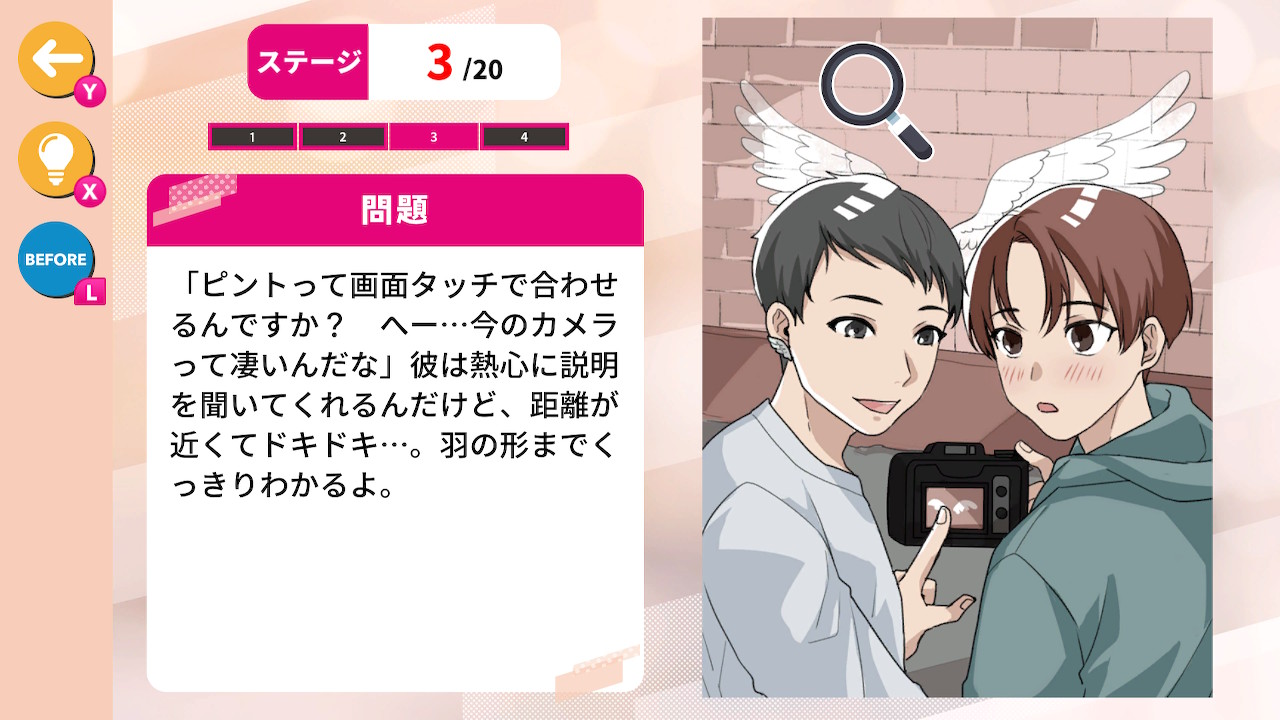 Y
X
BEFORE
L
ステージ
3 /20
1 2 3 4
問題
「ピントって画面タッチで合わせ
るんですか？　へー…今のカメラ
って凄いんだな」彼は熱心に説明
を聞いてくれるんだけど、距離が
近くてドキドキ…。羽の形までく
っきりわかるよ。